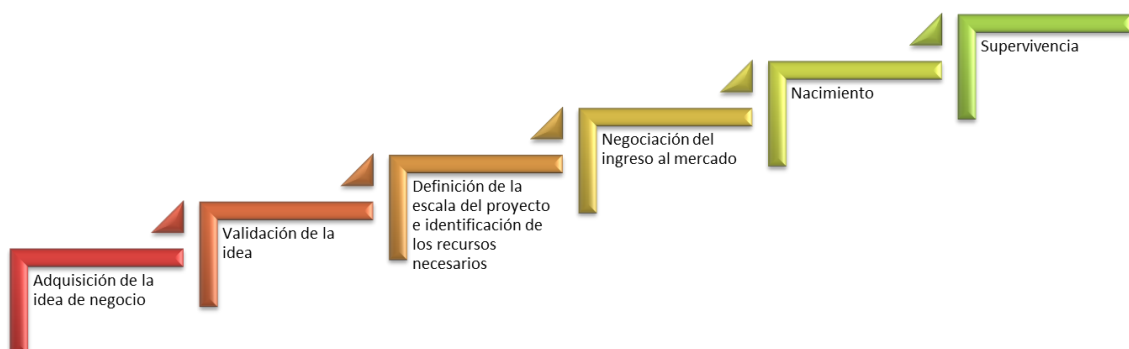 Adquisición de la
idea de negocio
Validación de la
idea
Definición de la
escala del proyecto
e identificación de
los recursos
necesarios
Negociación del
ingreso al mercado
Nacimiento
Supervivencia